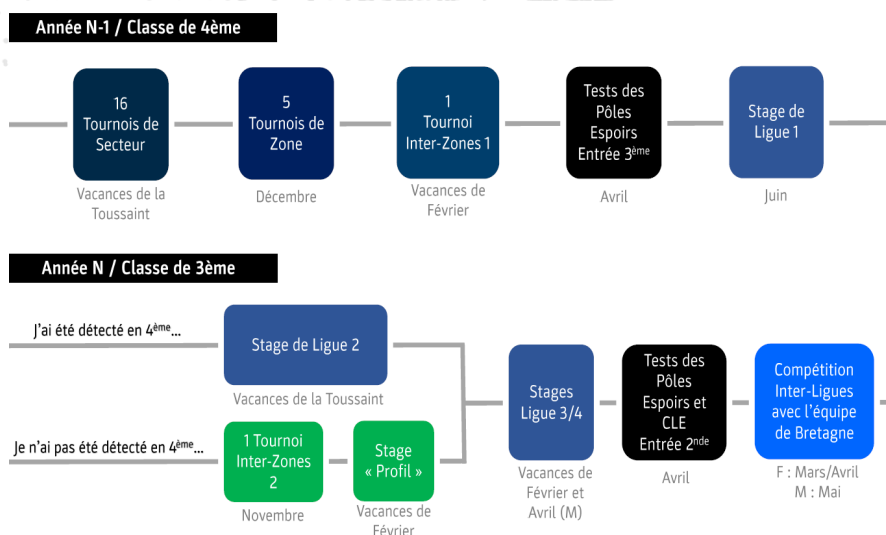 Année N-1 / Classe de 4ème
16
Tournois de
Secteur
Vacances de la
Toussaint
5
Tournois de
Zone
Décembre
1
Tournoi
Inter-Zones 1
Vacances de
Février
Tests des
Pôles
Espoirs
Entrée 3ème
Avril
Stage de
Ligue 1
Juin
Année N / Classe de 3ème
J'ai été détecté en 4ème...
Stage de Ligue 2
Vacances de la Toussaint
Je n'ai pas été détecté en 4ème...
1 Tournoi
Inter-Zones
2
Novembre
Stage
« Profil »
Vacances de
Février
Stages
Ligue 3/4
Vacances de
Février et
Avril (M)
Tests des
Pôles
Espoirs et
CLE
Entrée 2nde
Avril
Compétition
Inter-Ligues
avec l'équipe
de Bretagne
F : Mars/Avril
M : Mai